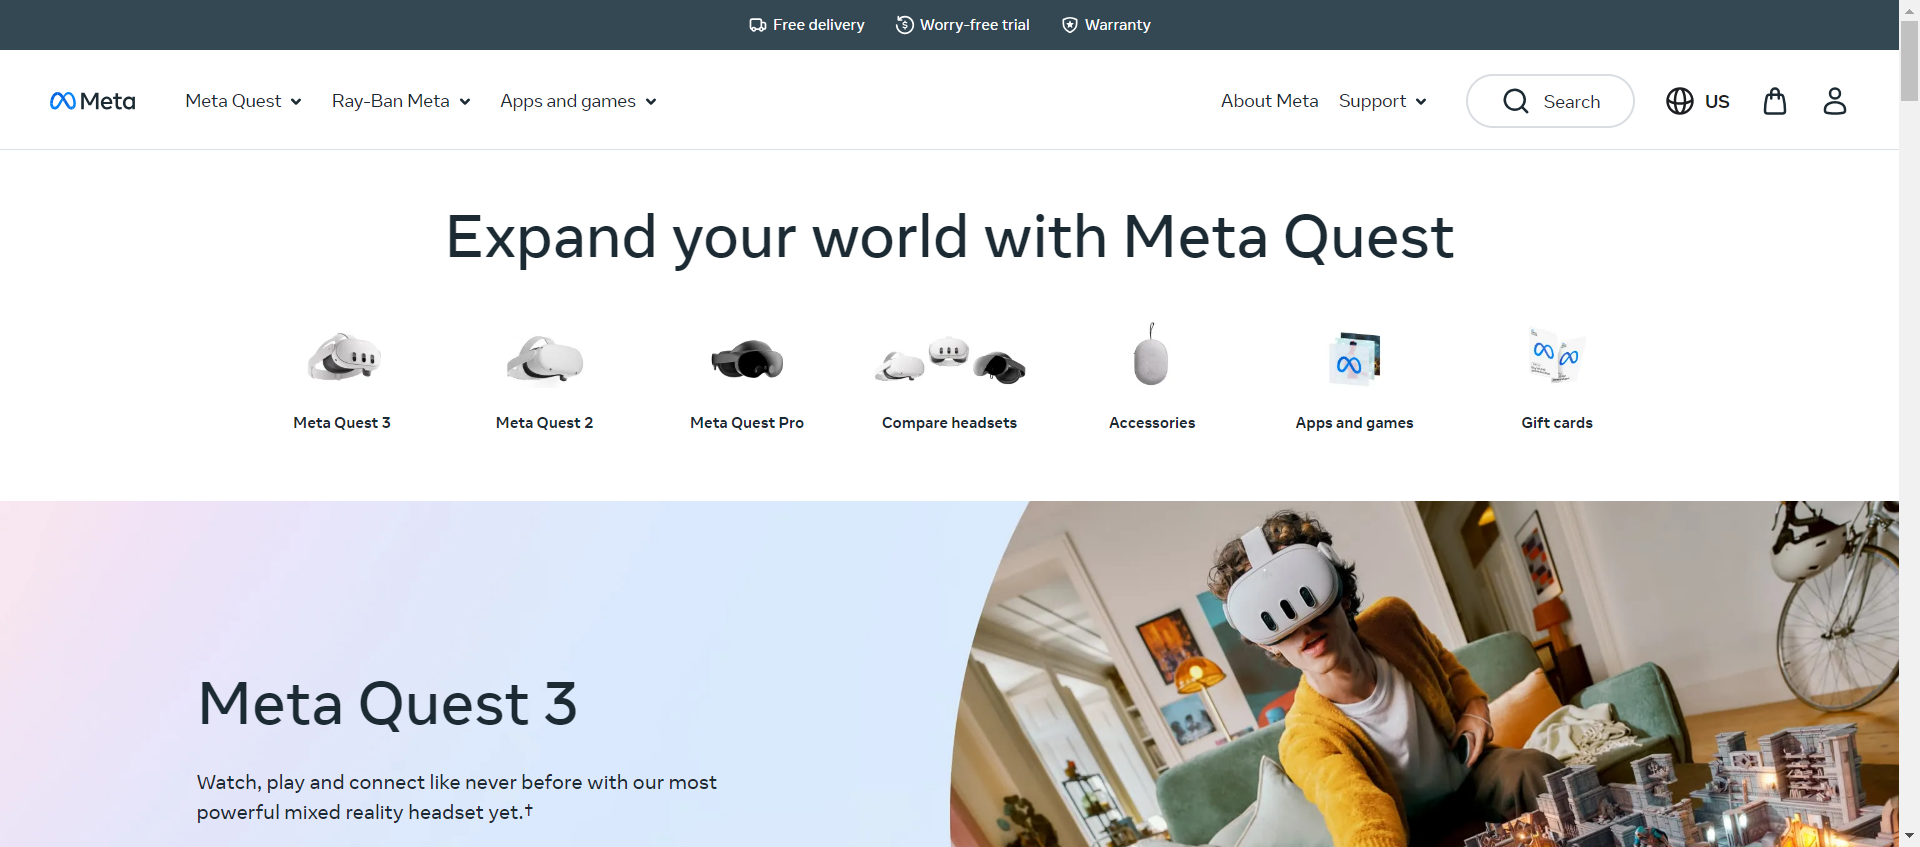 Free delivery
Worry-free trial
Warranty
Meta
Meta Quest
Ray-Ban Meta
Apps and games
About Meta
Support
Search
US
Expand your world with Meta Quest
Meta Quest 3
Meta Quest 2
Meta Quest Pro
Compare headsets
Accessories
Apps and games
Gift cards
Meta Quest 3
Watch, play and connect like never before with our most
powerful mixed reality headset yet.†